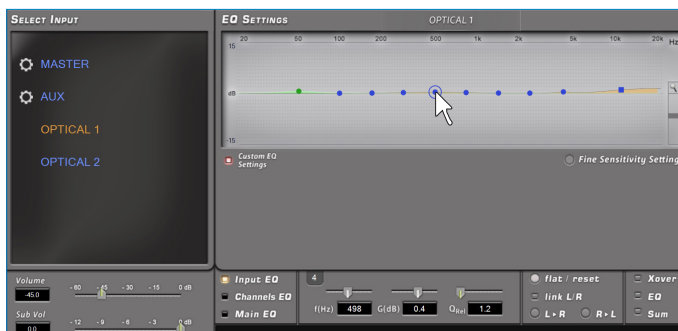 Select Input
EQ Settings
OPTICAL 1
20 50 100 200 500 1k 2k 5k 10k 20k Hz
15
dB
-15
MASTER
AUX
OPTICAL 1
OPTICAL 2
Custom EQ
Settings
Fine Sensitivity Setting
Volume
-45.0
- 60 - 45 - 30 - 15 0 dB
Sub Vol
0.0
- 12 - 9 - 6 - 3 0 dB
Input EQ
Channels EQ
Main EQ
4
f(Hz) 498 G(dB) 0.4 QRel 1.2
flat / reset
link L/R
L▸R R▸L
Xover
EQ
Sum